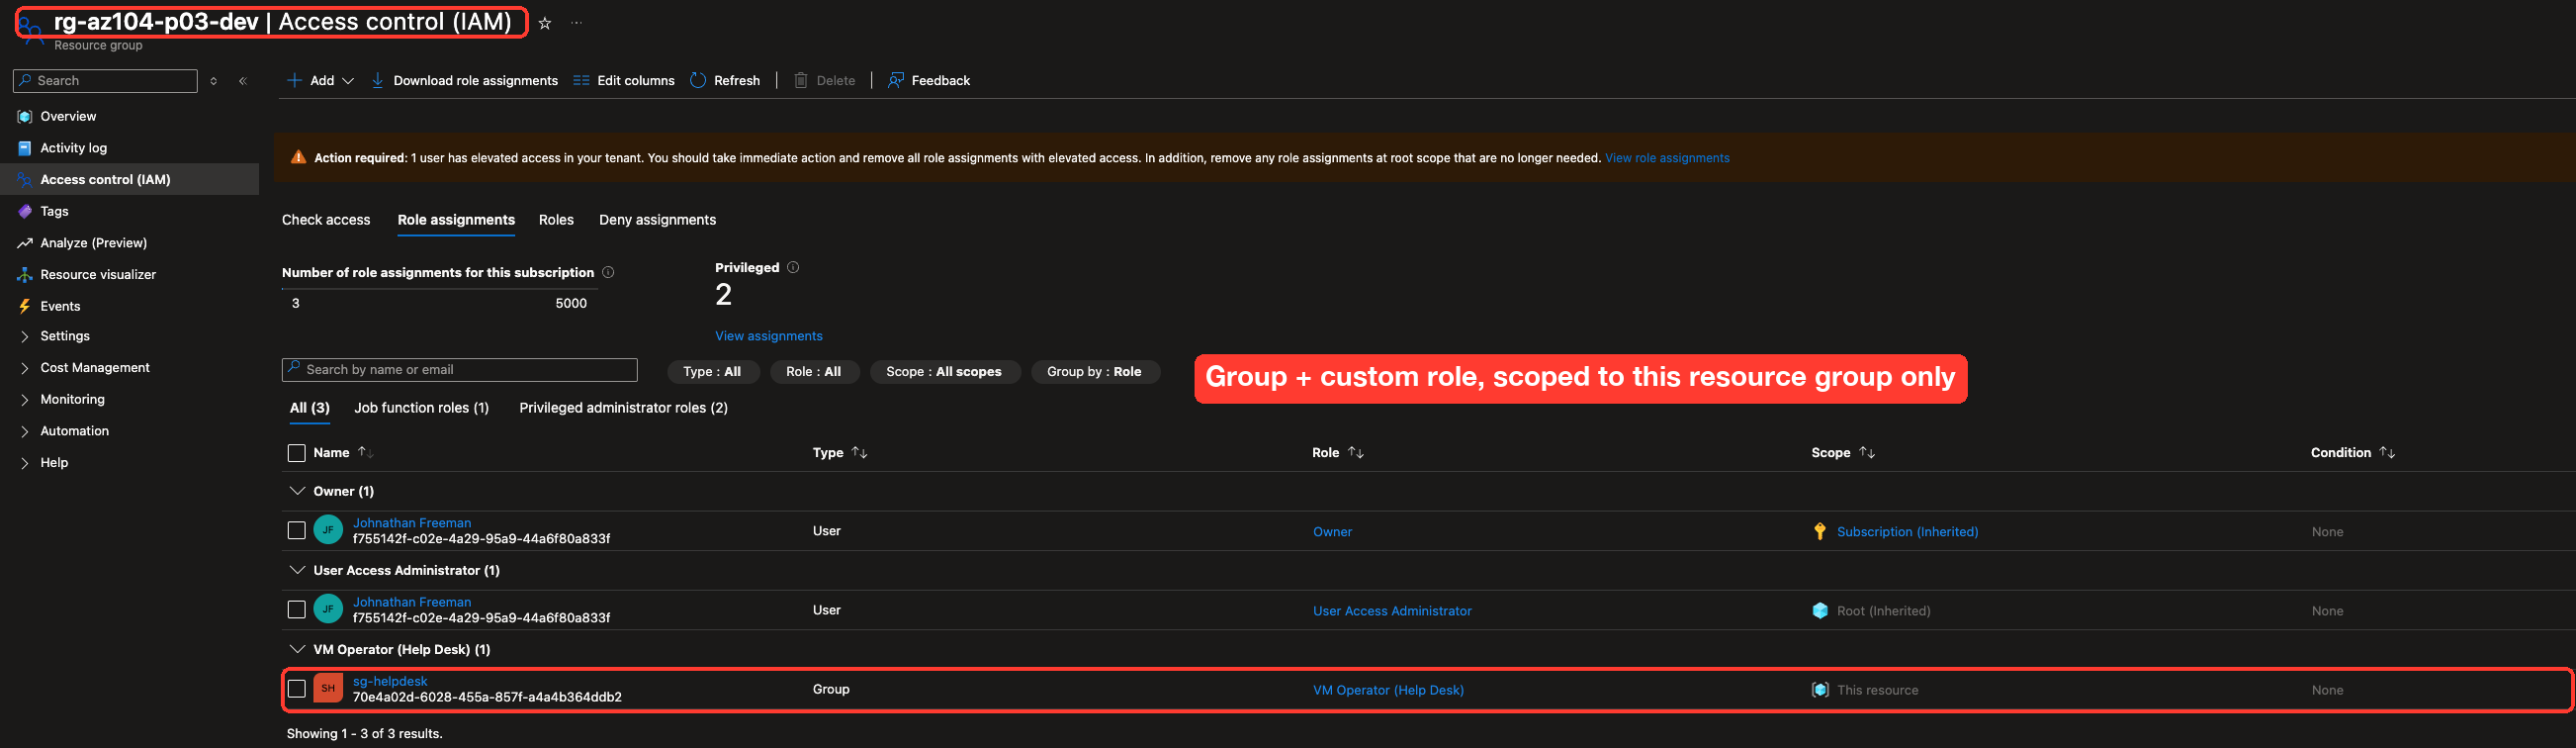 rg-az104-p03-dev | Access control (IAM) ☆ ···
Resource group
Search
Add
Download role assignments
Edit columns
Refresh
Delete
Feedback
Overview
Activity log
Access control (IAM)
Tags
Analyze (Preview)
Resource visualizer
Events
Settings
Cost Management
Monitoring
Automation
Help
Action required: 1 user has elevated access in your tenant. You should take immediate action and remove all role assignments with elevated access. In addition, remove any role assignments at root scope that are no longer needed. View role assignments
Check access Role assignments Roles Deny assignments
Number of role assignments for this subscription
3 5000
Privileged
2
View assignments
Search by name or email
Type : All
Role : All
Scope : All scopes
Group by : Role
Group + custom role, scoped to this resource group only
All (3) Job function roles (1) Privileged administrator roles (2)
Name Type Role Scope Condition
Owner (1)
JF Johnathan Freeman
f755142f-c02e-4a29-95a9-44a6f80a833f
User Owner Subscription (Inherited) None
User Access Administrator (1)
JF Johnathan Freeman
f755142f-c02e-4a29-95a9-44a6f80a833f
User User Access Administrator Root (Inherited) None
VM Operator (Help Desk) (1)
SH sg-helpdesk
70e4a02d-6028-455a-857f-a4a4b364ddb2
Group VM Operator (Help Desk) This resource None
Showing 1 - 3 of 3 results.